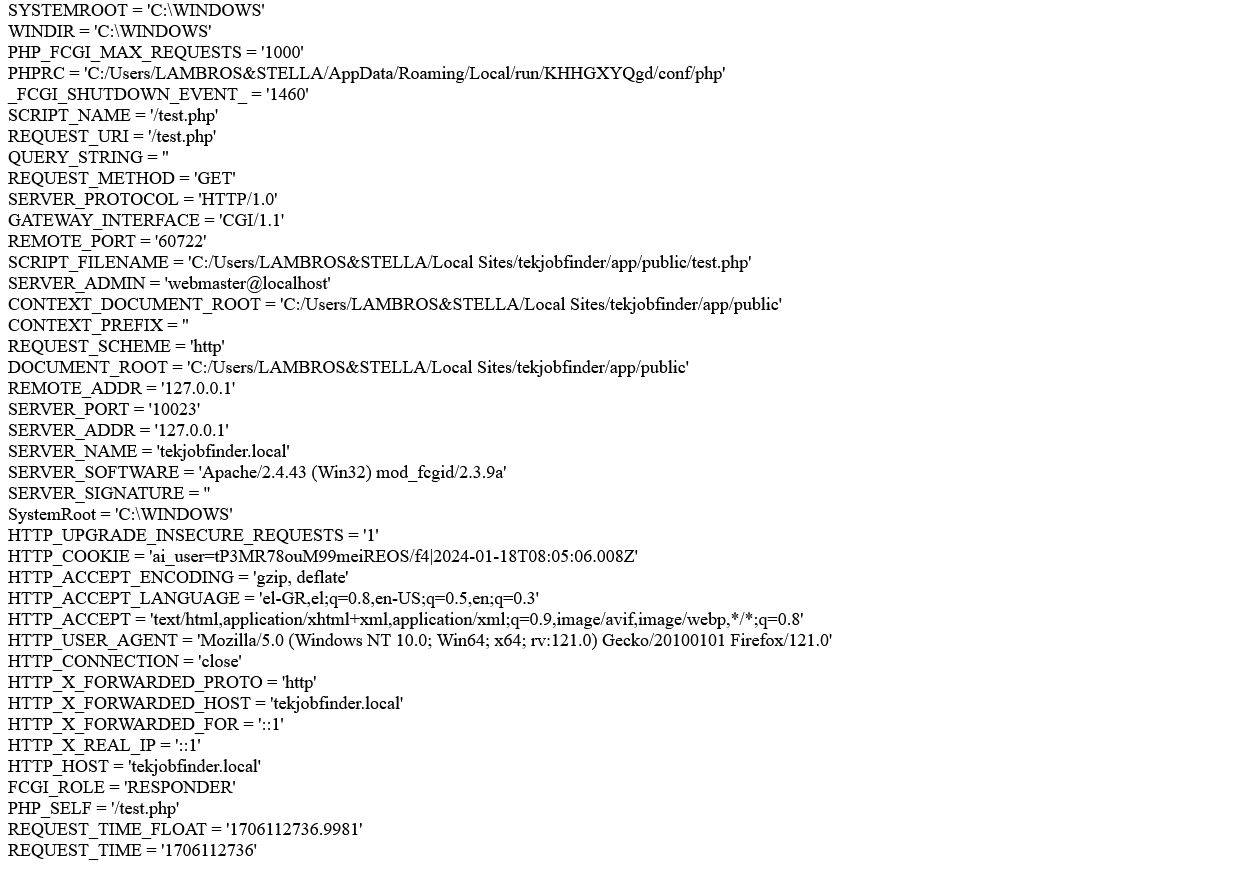 SYSTEMROOT = 'C:\WINDOWS'
WINDIR = 'C:\WINDOWS'
PHP_FCGI_MAX_REQUESTS = '1000'
PHPRC = 'C:/Users/LAMBROS&STELLA/AppData/Roaming/Local/run/KHHGXYQgd/conf/php'
_FCGI_SHUTDOWN_EVENT_ = '1460'
SCRIPT_NAME = '/test.php'
REQUEST_URI = '/test.php'
QUERY_STRING = ''
REQUEST_METHOD = 'GET'
SERVER_PROTOCOL = 'HTTP/1.0'
GATEWAY_INTERFACE = 'CGI/1.1'
REMOTE_PORT = '60722'
SCRIPT_FILENAME = 'C:/Users/LAMBROS&STELLA/Local Sites/tekjobfinder/app/public/test.php'
SERVER_ADMIN = 'webmaster@localhost'
CONTEXT_DOCUMENT_ROOT = 'C:/Users/LAMBROS&STELLA/Local Sites/tekjobfinder/app/public'
CONTEXT_PREFIX = ''
REQUEST_SCHEME = 'http'
DOCUMENT_ROOT = 'C:/Users/LAMBROS&STELLA/Local Sites/tekjobfinder/app/public'
REMOTE_ADDR = '127.0.0.1'
SERVER_PORT = '10023'
SERVER_ADDR = '127.0.0.1'
SERVER_NAME = 'tekjobfinder.local'
SERVER_SOFTWARE = 'Apache/2.4.43 (Win32) mod_fcgid/2.3.9a'
SERVER_SIGNATURE = ''
SystemRoot = 'C:\WINDOWS'
HTTP_UPGRADE_INSECURE_REQUESTS = '1'
HTTP_COOKIE = 'ai_user=tP3MR78ouM99meiREOS/f4|2024-01-18T08:05:06.008Z'
HTTP_ACCEPT_ENCODING = 'gzip, deflate'
HTTP_ACCEPT_LANGUAGE = 'el-GR,el;q=0.8,en-US;q=0.5,en;q=0.3'
HTTP_ACCEPT = 'text/html,application/xhtml+xml,application/xml;q=0.9,image/avif,image/webp,*/*;q=0.8'
HTTP_USER_AGENT = 'Mozilla/5.0 (Windows NT 10.0; Win64; x64; rv:121.0) Gecko/20100101 Firefox/121.0'
HTTP_CONNECTION = 'close'
HTTP_X_FORWARDED_PROTO = 'http'
HTTP_X_FORWARDED_HOST = 'tekjobfinder.local'
HTTP_X_FORWARDED_FOR = '::1'
HTTP_X_REAL_IP = '::1'
HTTP_HOST = 'tekjobfinder.local'
FCGI_ROLE = 'RESPONDER'
PHP_SELF = '/test.php'
REQUEST_TIME_FLOAT = '1706112736.9981'
REQUEST_TIME = '1706112736'